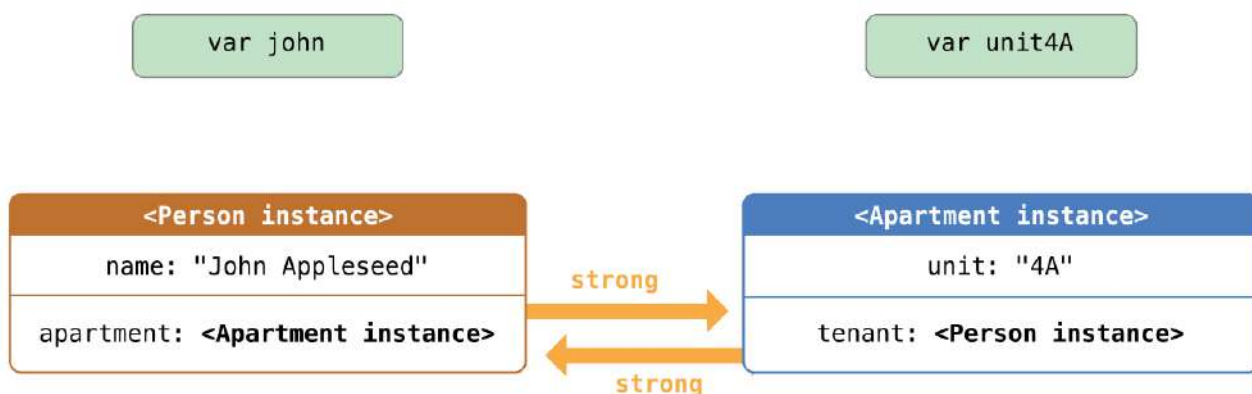 var john
var unit4A
<Person instance>
<Apartment instance>
name: "John Appleseed"
unit: "4A"
strong
apartment: <Apartment instance>
tenant: <Person instance>
strong